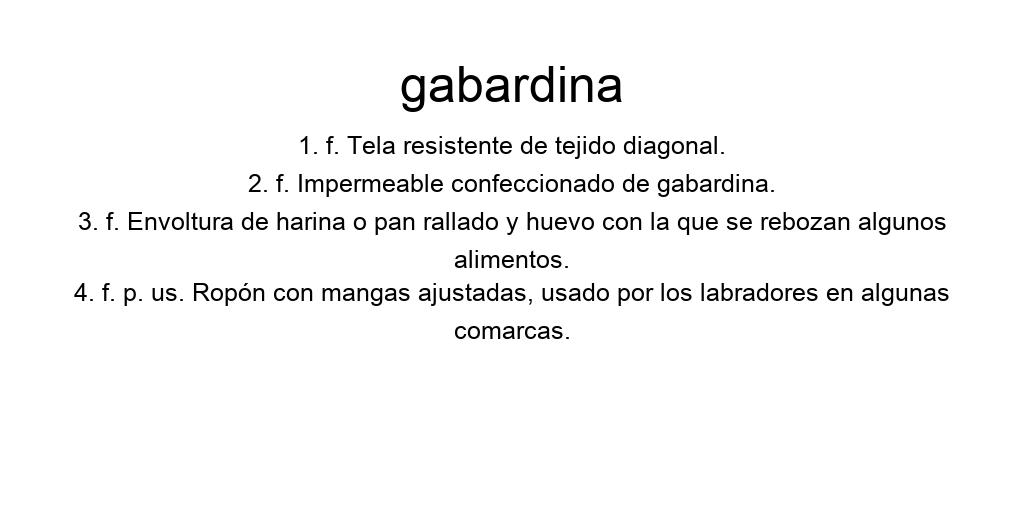 gabardina
1. f. Tela resistente de tejido diagonal.
2. f. Impermeable confeccionado de gabardina.
3. f. Envoltura de harina o pan rallado y huevo con la que se rebozan algunos
alimentos.
4. f. p. us. Ropón con mangas ajustadas, usado por los labradores en algunas
comarcas.